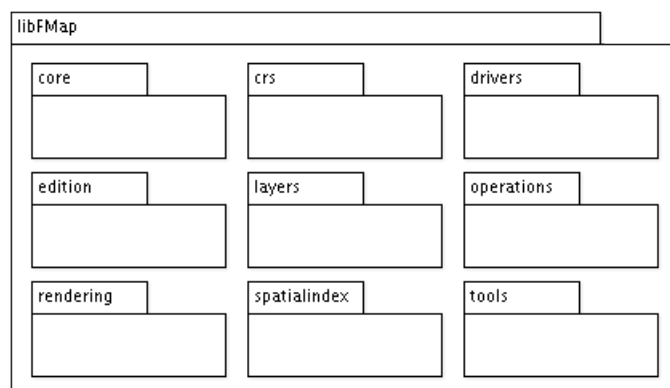 libFMap
core
crs
drivers
edition
layers
operations
rendering
spatialindex
tools